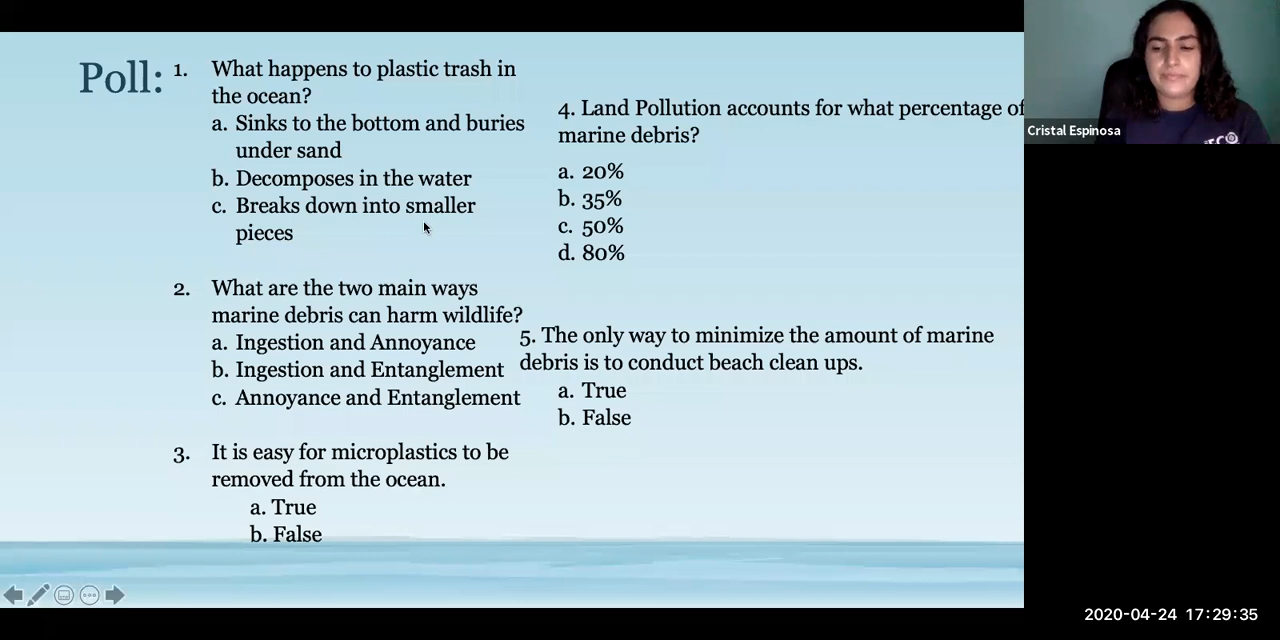 Poll:
1. What happens to plastic trash in
the ocean?
a. Sinks to the bottom and buries
under sand
b. Decomposes in the water
c. Breaks down into smaller
pieces
2. What are the two main ways
marine debris can harm wildlife?
a. Ingestion and Annoyance
b. Ingestion and Entanglement
c. Annoyance and Entanglement
3. It is easy for microplastics to be
removed from the ocean.
a. True
b. False
4. Land Pollution accounts for what percentage of
marine debris?
a. 20%
b. 35%
c. 50%
d. 80%
5. The only way to minimize the amount of marine
debris is to conduct beach clean ups.
a. True
b. False
Cristal Espinosa
2020-04-24 17:29:35